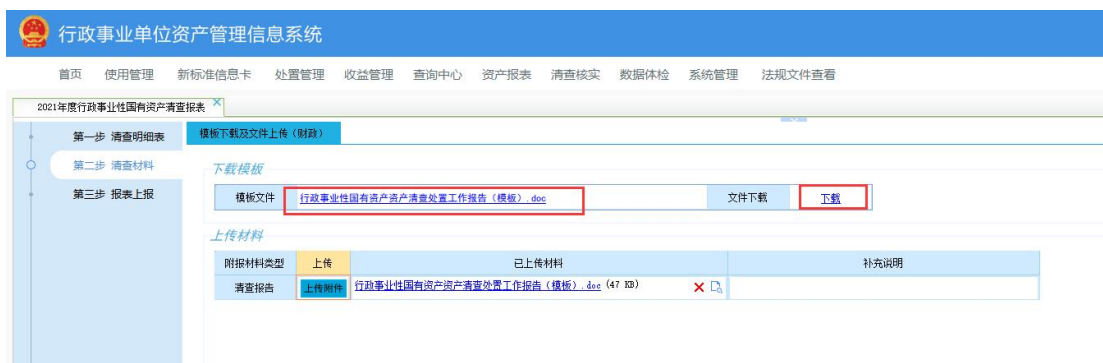 行政事业单位资产管理信息系统
首页 使用管理 新标准信息卡 处置管理 收益管理 查询中心 资产报表 清查核实 数据体检 系统管理 法规文件查看
2021年度行政事业性国有资产清查报表
第一步 清查明细表 模板下载及文件上传（财政）
第二步 清查材料 下载模板
第三步 报表上报 模板文件 行政事业性国有资产资产清查处置工作报告（模板）.doc 文件下载 下载
上传材料
附报材料类型 上传 已上传材料 补充说明
清查报告 上传附件 行政事业性国有资产资产清查处置工作报告（模板）.doc (47 KB)